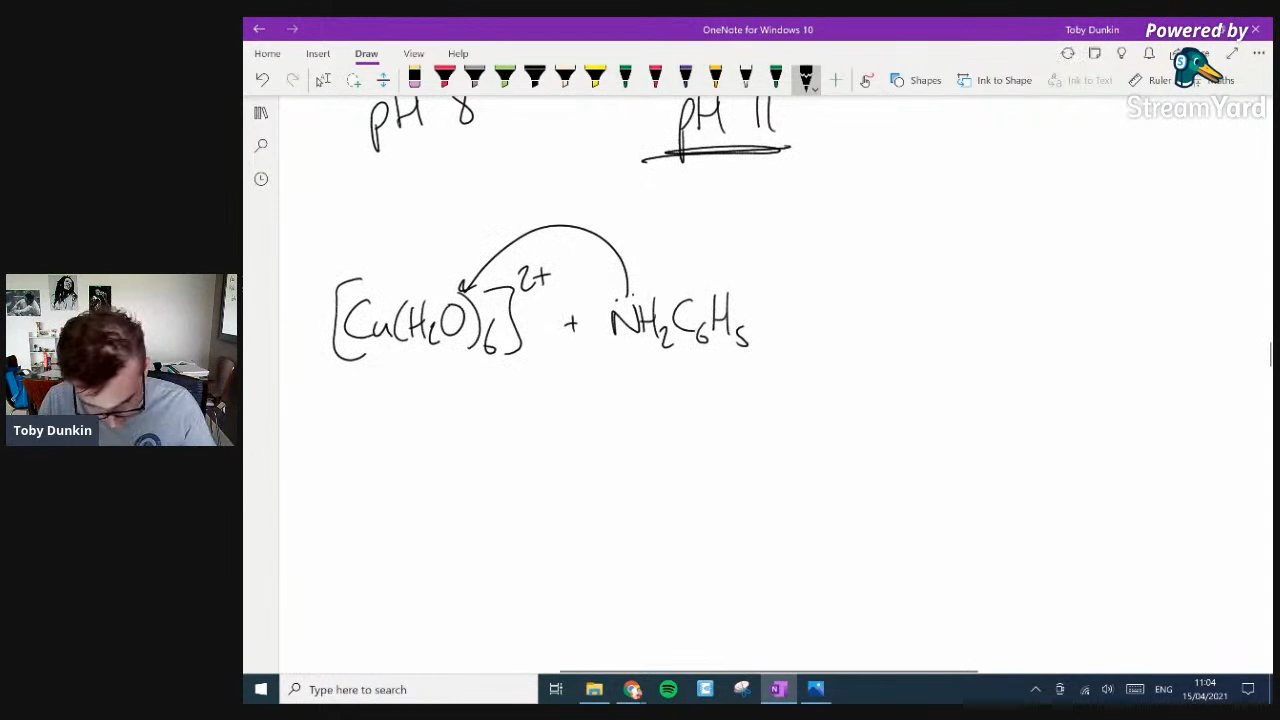 OneNote for Windows 10
Toby Dunkin
Powered by
StreamYard
Home Insert Draw View Help
Shapes Ink to Shape Ink to Text Ruler Maths
pH 8 pH 11
[Cu(H₂O)₆]²⁺ + N̈H₂C₆H₅
Toby Dunkin
Type here to search
ENG
11:04
15/04/2021